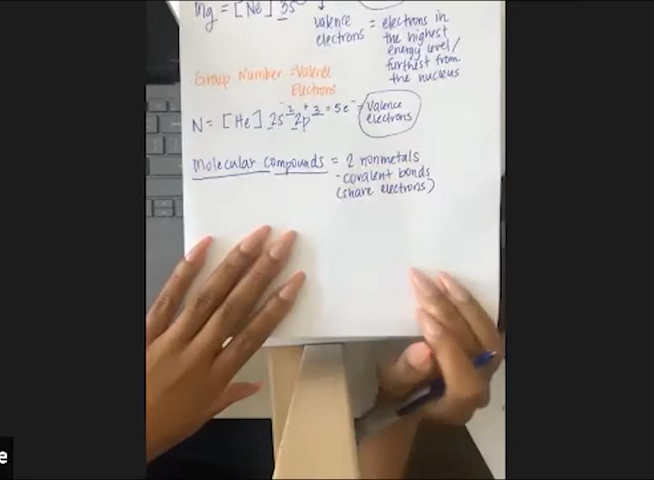 Mg = [Ne] 3s
valence electrons = electrons in the highest energy level/ furthest from the nucleus
Group Number = Valence Electrons
N = [He] 2s² 2p³ = 5e⁻ = Valence electrons
+
Molecular compounds = 2 nonmetals
- covalent bonds
(share electrons)
e